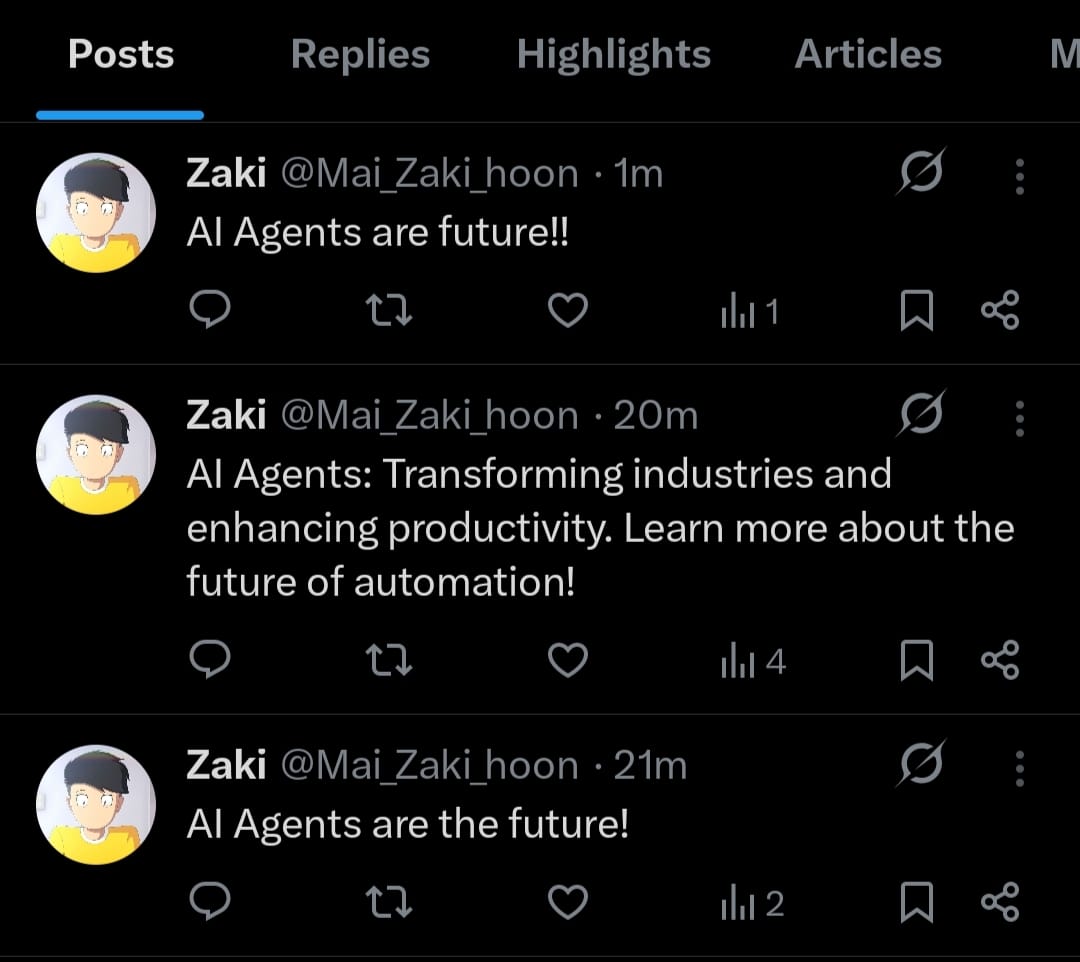 Posts Replies Highlights Articles M
Zaki @Mai_Zaki_hoon · 1m
AI Agents are future!!
1
Zaki @Mai_Zaki_hoon · 20m
AI Agents: Transforming industries and
enhancing productivity. Learn more about the
future of automation!
4
Zaki @Mai_Zaki_hoon · 21m
AI Agents are the future!
2